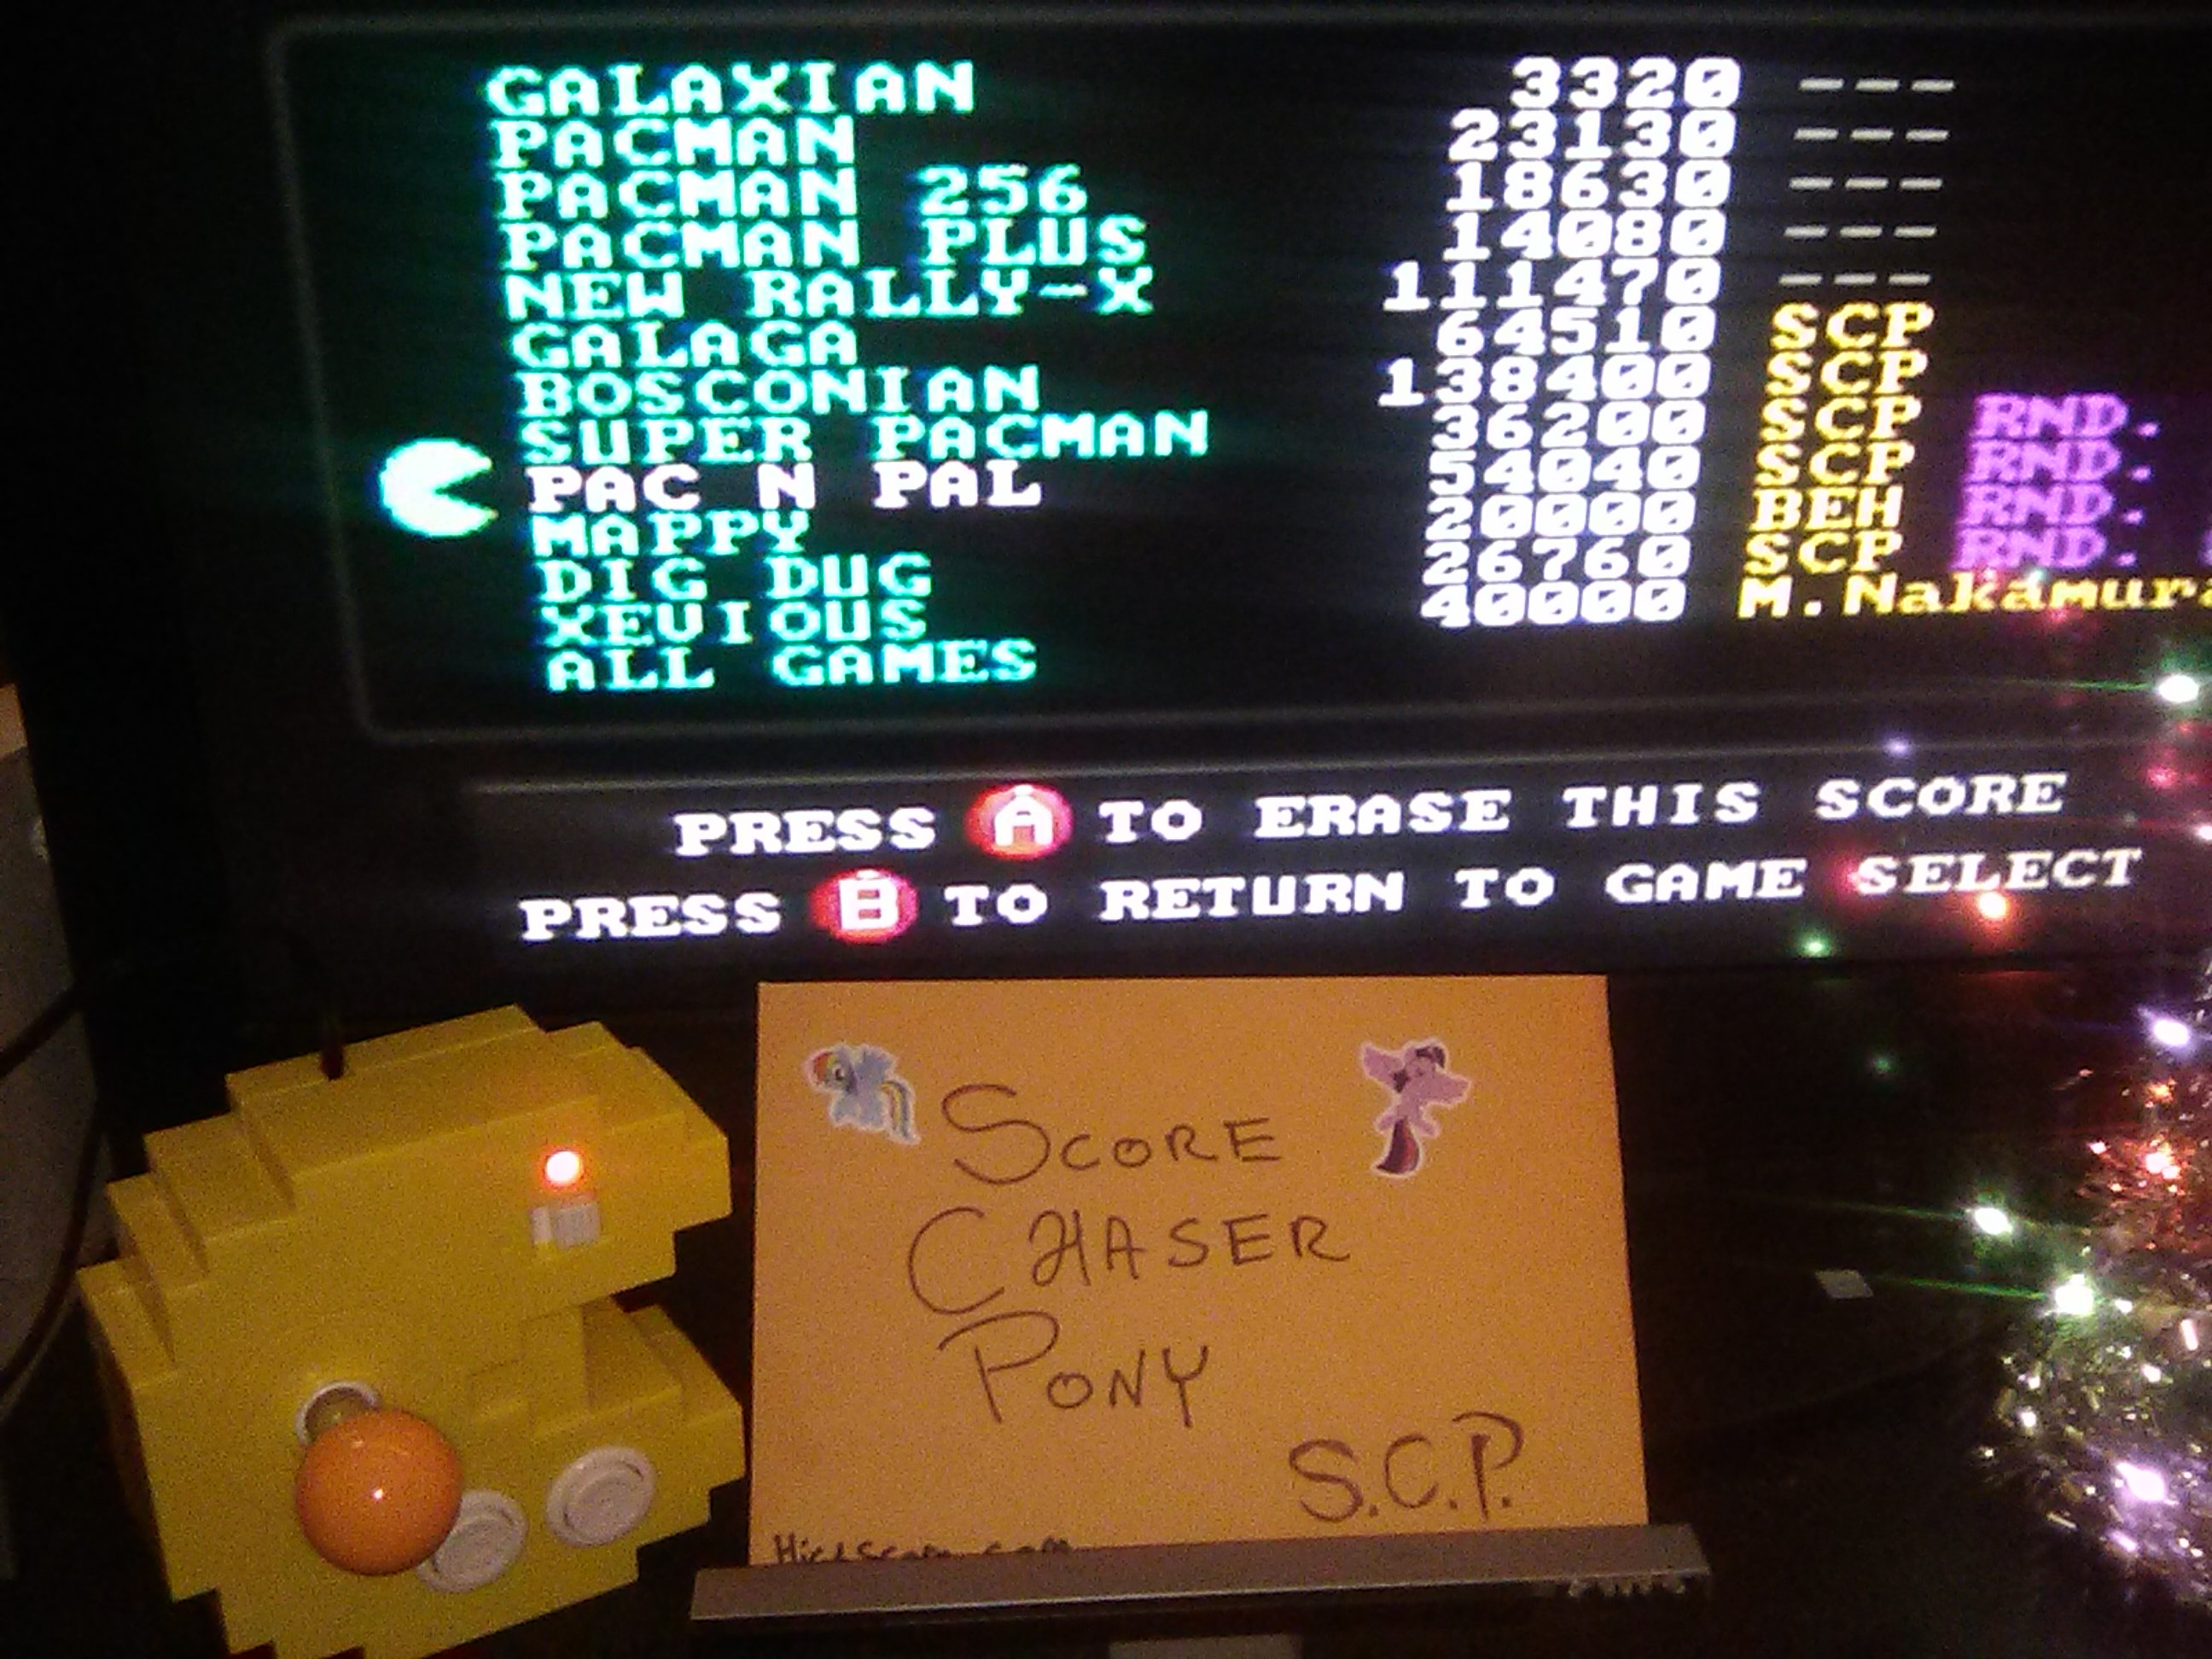 GALAXIAN 3320 ---
PACMAN 23130 ---
PACMAN 256 18630 ---
PACMAN PLUS 14080 ---
NEW RALLY-X 111470 ---
GALAGA 64510 SCP
BOSCONIAN 138400 SCP
SUPER PACMAN 36200 SCP RND.
PAC N PAL 54040 SCP RND.
MAPPY 20000 BEH RND.
DIG DUG 26760 SCP RND.
XEVIOUS 40000 M.Nakamura
ALL GAMES
PRESS A TO ERASE THIS SCORE
PRESS B TO RETURN TO GAME SELECT
SCORE
CHASER
PONY
S.C.P.